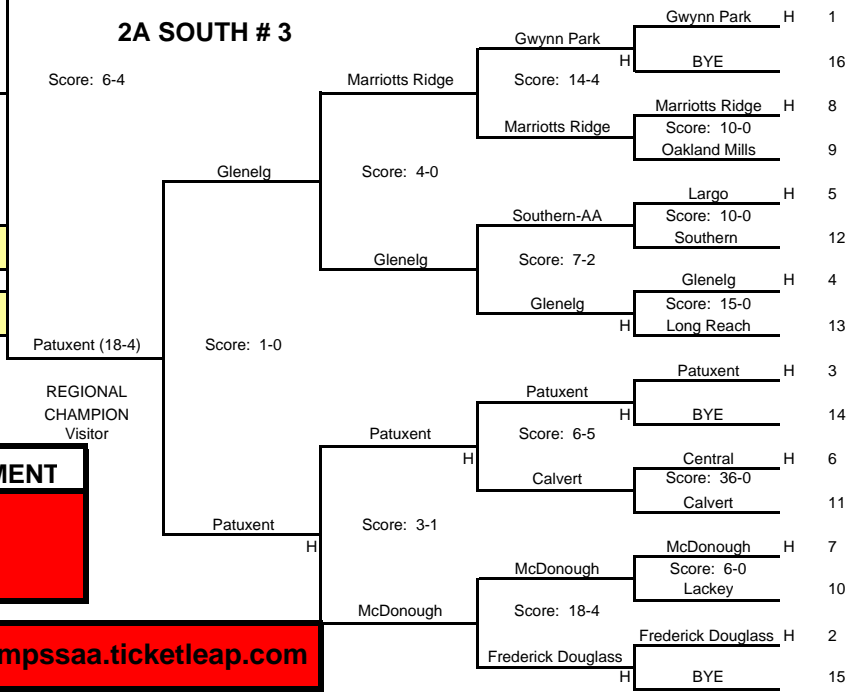 Gwynn Park H 1
2A SOUTH # 3
Gwynn Park
H BYE 16
Score: 6-4
Marriotts Ridge
Score: 14-4
Marriotts Ridge H 8
Marriotts Ridge
Score: 10-0
Oakland Mills 9
Glenelg
Score: 4-0
Largo H 5
Southern-AA
Score: 10-0
Southern 12
Glenelg
Score: 7-2
Glenelg H 4
Glenelg
Score: 15-0
H Long Reach 13
Patuxent (18-4)
Score: 1-0
Patuxent H 3
REGIONAL
CHAMPION
Visitor
Patuxent
H BYE 14
Patuxent
Score: 6-5
H
Central H 6
MENT
Calvert
Score: 36-0
Calvert 11
Patuxent
H
Score: 3-1
McDonough H 7
McDonough
Score: 6-0
Lackey 10
McDonough
Score: 18-4
Frederick Douglass H 2
mpssaa.ticketleap.com
Frederick Douglass
H BYE 15